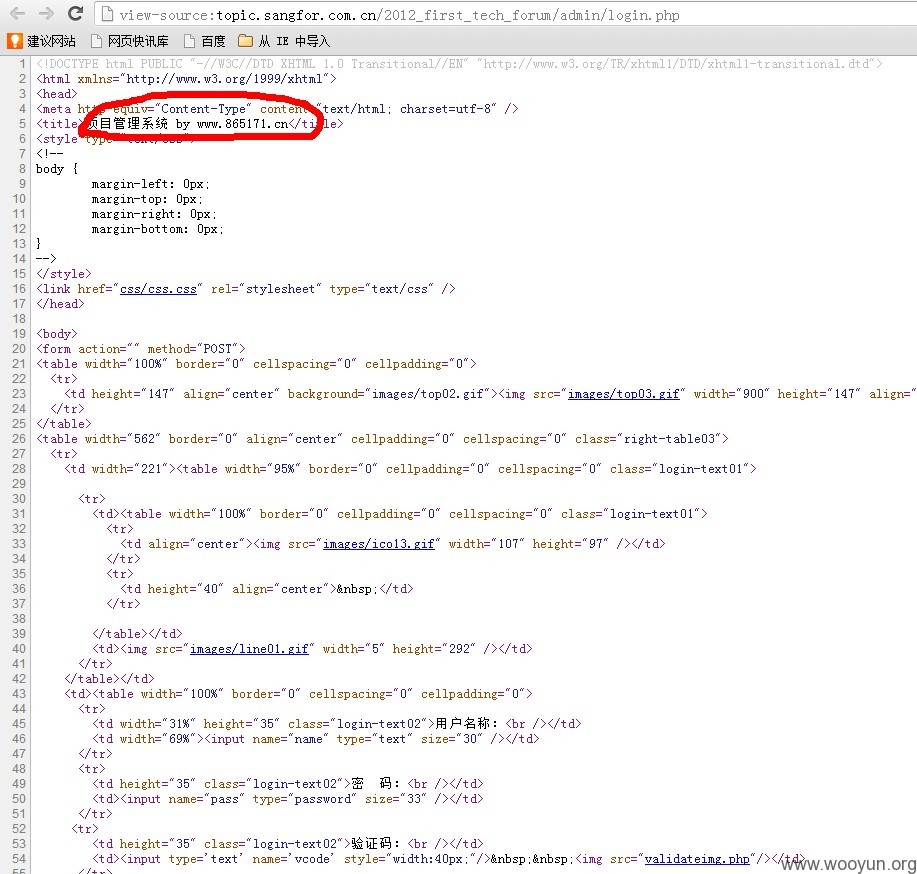 view-source:topic.sangfor.com.cn/2012_first_tech_forum/admin/login.php
建议网站 网页快讯库 百度 从 IE 中导入
1 <!DOCTYPE html PUBLIC "-//W3C//DTD XHTML 1.0 Transitional//EN" "http://www.w3.org/TR/xhtml1/DTD/xhtml1-transitional.dtd">
2 <html xmlns="http://www.w3.org/1999/xhtml">
3 <head>
4 <meta http-equiv="Content-Type" content="text/html; charset=utf-8" />
5 <title>项目管理系统 by www.865171.cn</title>
6 <style type="text/css">
7 <!--
8 body {
9 margin-left: 0px;
10 margin-top: 0px;
11 margin-right: 0px;
12 margin-bottom: 0px;
13 }
14 -->
15 </style>
16 <link href="css/css.css" rel="stylesheet" type="text/css" />
17 </head>
18
19 <body>
20 <form action="" method="POST">
21 <table width="100%" border="0" cellspacing="0" cellpadding="0">
22 <tr>
23 <td height="147" align="center" background="images/top02.gif"><img src="images/top03.gif" width="900" height="147" align="
24 </tr>
25 </table>
26 <table width="562" border="0" align="center" cellpadding="0" cellspacing="0" class="right-table03">
27 <tr>
28 <td width="221"><table width="95%" border="0" cellpadding="0" cellspacing="0" class="login-text01">
29
30 <tr>
31 <td><table width="100%" border="0" cellpadding="0" cellspacing="0" class="login-text01">
32 <tr>
33 <td align="center"><img src="images/ico13.gif" width="107" height="97" /></td>
34 </tr>
35 <tr>
36 <td height="40" align="center">&nbsp;</td>
37 </tr>
38
39 </table></td>
40 <td><img src="images/line01.gif" width="5" height="292" /></td>
41 </tr>
42 </table></td>
43 <td><table width="100%" border="0" cellspacing="0" cellpadding="0">
44 <tr>
45 <td width="31%" height="35" class="login-text02">用户名称：<br /></td>
46 <td width="69%"><input name="name" type="text" size="30" /></td>
47 </tr>
48 <tr>
49 <td height="35" class="login-text02">密　码：<br /></td>
50 <td><input name="pass" type="password" size="33" /></td>
51 </tr>
52 <tr>
53 <td height="35" class="login-text02">验证码：<br /></td>
54 <td><input type='text' name='vcode' style="width:40px;"/>&nbsp;&nbsp;<img src="validateimg.php"/></td>
55 </tr>
www.wooyun.org